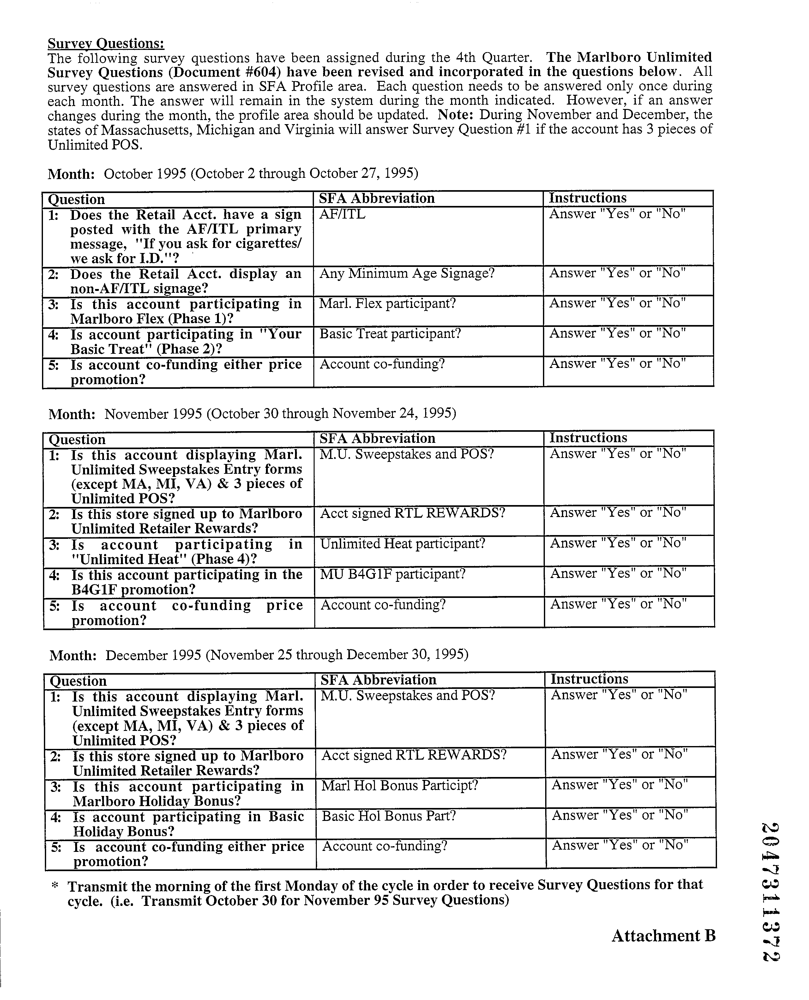 Survey Questions:
The following survey questions have been assigned during the 4th Quarter. The Marlboro Unlimited
Survey Questions (Document #604) have been revised and incorporated in the questions below. All
survey questions are answered in SFA Profile area. Each question needs to be answered only once during
each month. The answer will remain in the system during the month indicated. However, if an answer
changes during the month, the profile area should be updated. Note: During November and December, the
states of Massachusetts, Michigan and Virginia will answer Survey Question #1 if the account has 3 pieces of
Unlimited POS.
Month: October 1995 (October 2 through October 27, 1995)
Question SFA Abbreviation Instructions
1: Does the Retail Acct. have a sign AF/ITL Answer "Yes" or "No"
posted with the AF/ITL primary
message, "If you ask for cigarettes/
we ask for I.D."?
2: Does the Retail Acct. display an Any Minimum Age Signage? Answer "Yes" or "No"
non-AF/ITL signage?
3: Is this account participating in Marl. Flex participant? Answer "Yes" or "No"
Marlboro Flex (Phase 1)?
4: Is account participating in "Your Basic Treat participant? Answer "Yes" or "No"
Basic Treat" (Phase 2)?
5: Is account co-funding either price Account co-funding? Answer "Yes" or "No"
promotion?
Month: November 1995 (October 30 through November 24, 1995)
Question SFA Abbreviation Instructions
1: Is this account displaying Marl. M.U. Sweepstakes and POS? Answer "Yes" or "No"
Unlimited Sweepstakes Entry forms
(except MA, MI, VA) & 3 pieces of
Unlimited POS?
2: Is this store signed up to Marlboro Acct signed RTL REWARDS? Answer "Yes" or "No"
Unlimited Retailer Rewards?
3: Is account participating in Unlimited Heat participant? Answer "Yes" or "No"
"Unlimited Heat" (Phase 4)?
4: Is this account participating in the MU B4G1F participant? Answer "Yes" or "No"
B4G1F promotion?
5: Is account co-funding price Account co-funding? Answer "Yes" or "No"
promotion?
Month: December 1995 (November 25 through December 30, 1995)
Question SFA Abbreviation Instructions
1: Is this account displaying Marl. M.U. Sweepstakes and POS? Answer "Yes" or "No"
Unlimited Sweepstakes Entry forms
(except MA, MI, VA) & 3 pieces of
Unlimited POS?
2: Is this store signed up to Marlboro Acct signed RTL REWARDS? Answer "Yes" or "No"
Unlimited Retailer Rewards?
3: Is this account participating in Marl Hol Bonus Particpt? Answer "Yes" or "No"
Marlboro Holiday Bonus?
4: Is account participating in Basic Basic Hol Bonus Part? Answer "Yes" or "No"
Holiday Bonus?
5: Is account co-funding either price Account co-funding? Answer "Yes" or "No"
promotion?
* Transmit the morning of the first Monday of the cycle in order to receive Survey Questions for that
cycle. (i.e. Transmit October 30 for November 95 Survey Questions)
Attachment B
2047311372